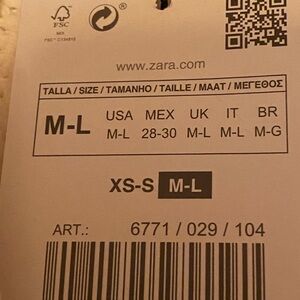 FSC
www.zara.com
TALLA / SIZE / TAMANHO / TAILLE / MAAT / ΜΕΓΕΘΟΣ
M-L USA MEX UK IT BR
M-L 28-30 M-L M-L M-G
XS-S M-L
ART.: 6771 / 029 / 104